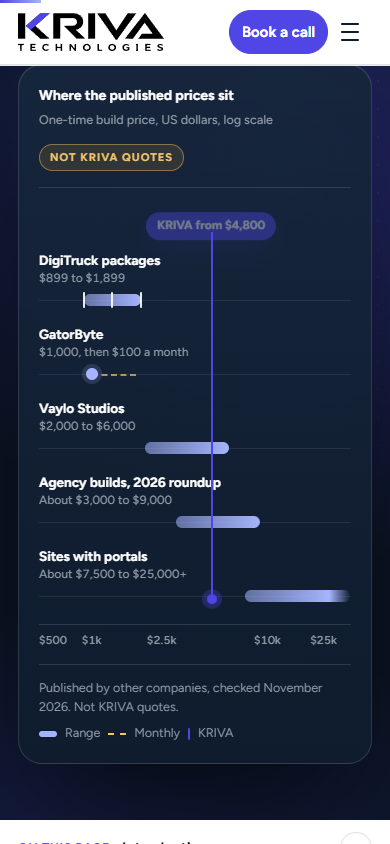 KRIVA
TECHNOLOGIES
Book a call
Where the published prices sit
One-time build price, US dollars, log scale
NOT KRIVA QUOTES
KRIVA from $4,800
DigiTruck packages
$899 to $1,899
GatorByte
$1,000, then $100 a month
Vaylo Studios
$2,000 to $6,000
Agency builds, 2026 roundup
About $3,000 to $9,000
Sites with portals
About $7,500 to $25,000+
$500 $1k $2.5k $10k $25k
Published by other companies, checked November
2026. Not KRIVA quotes.
Range Monthly KRIVA